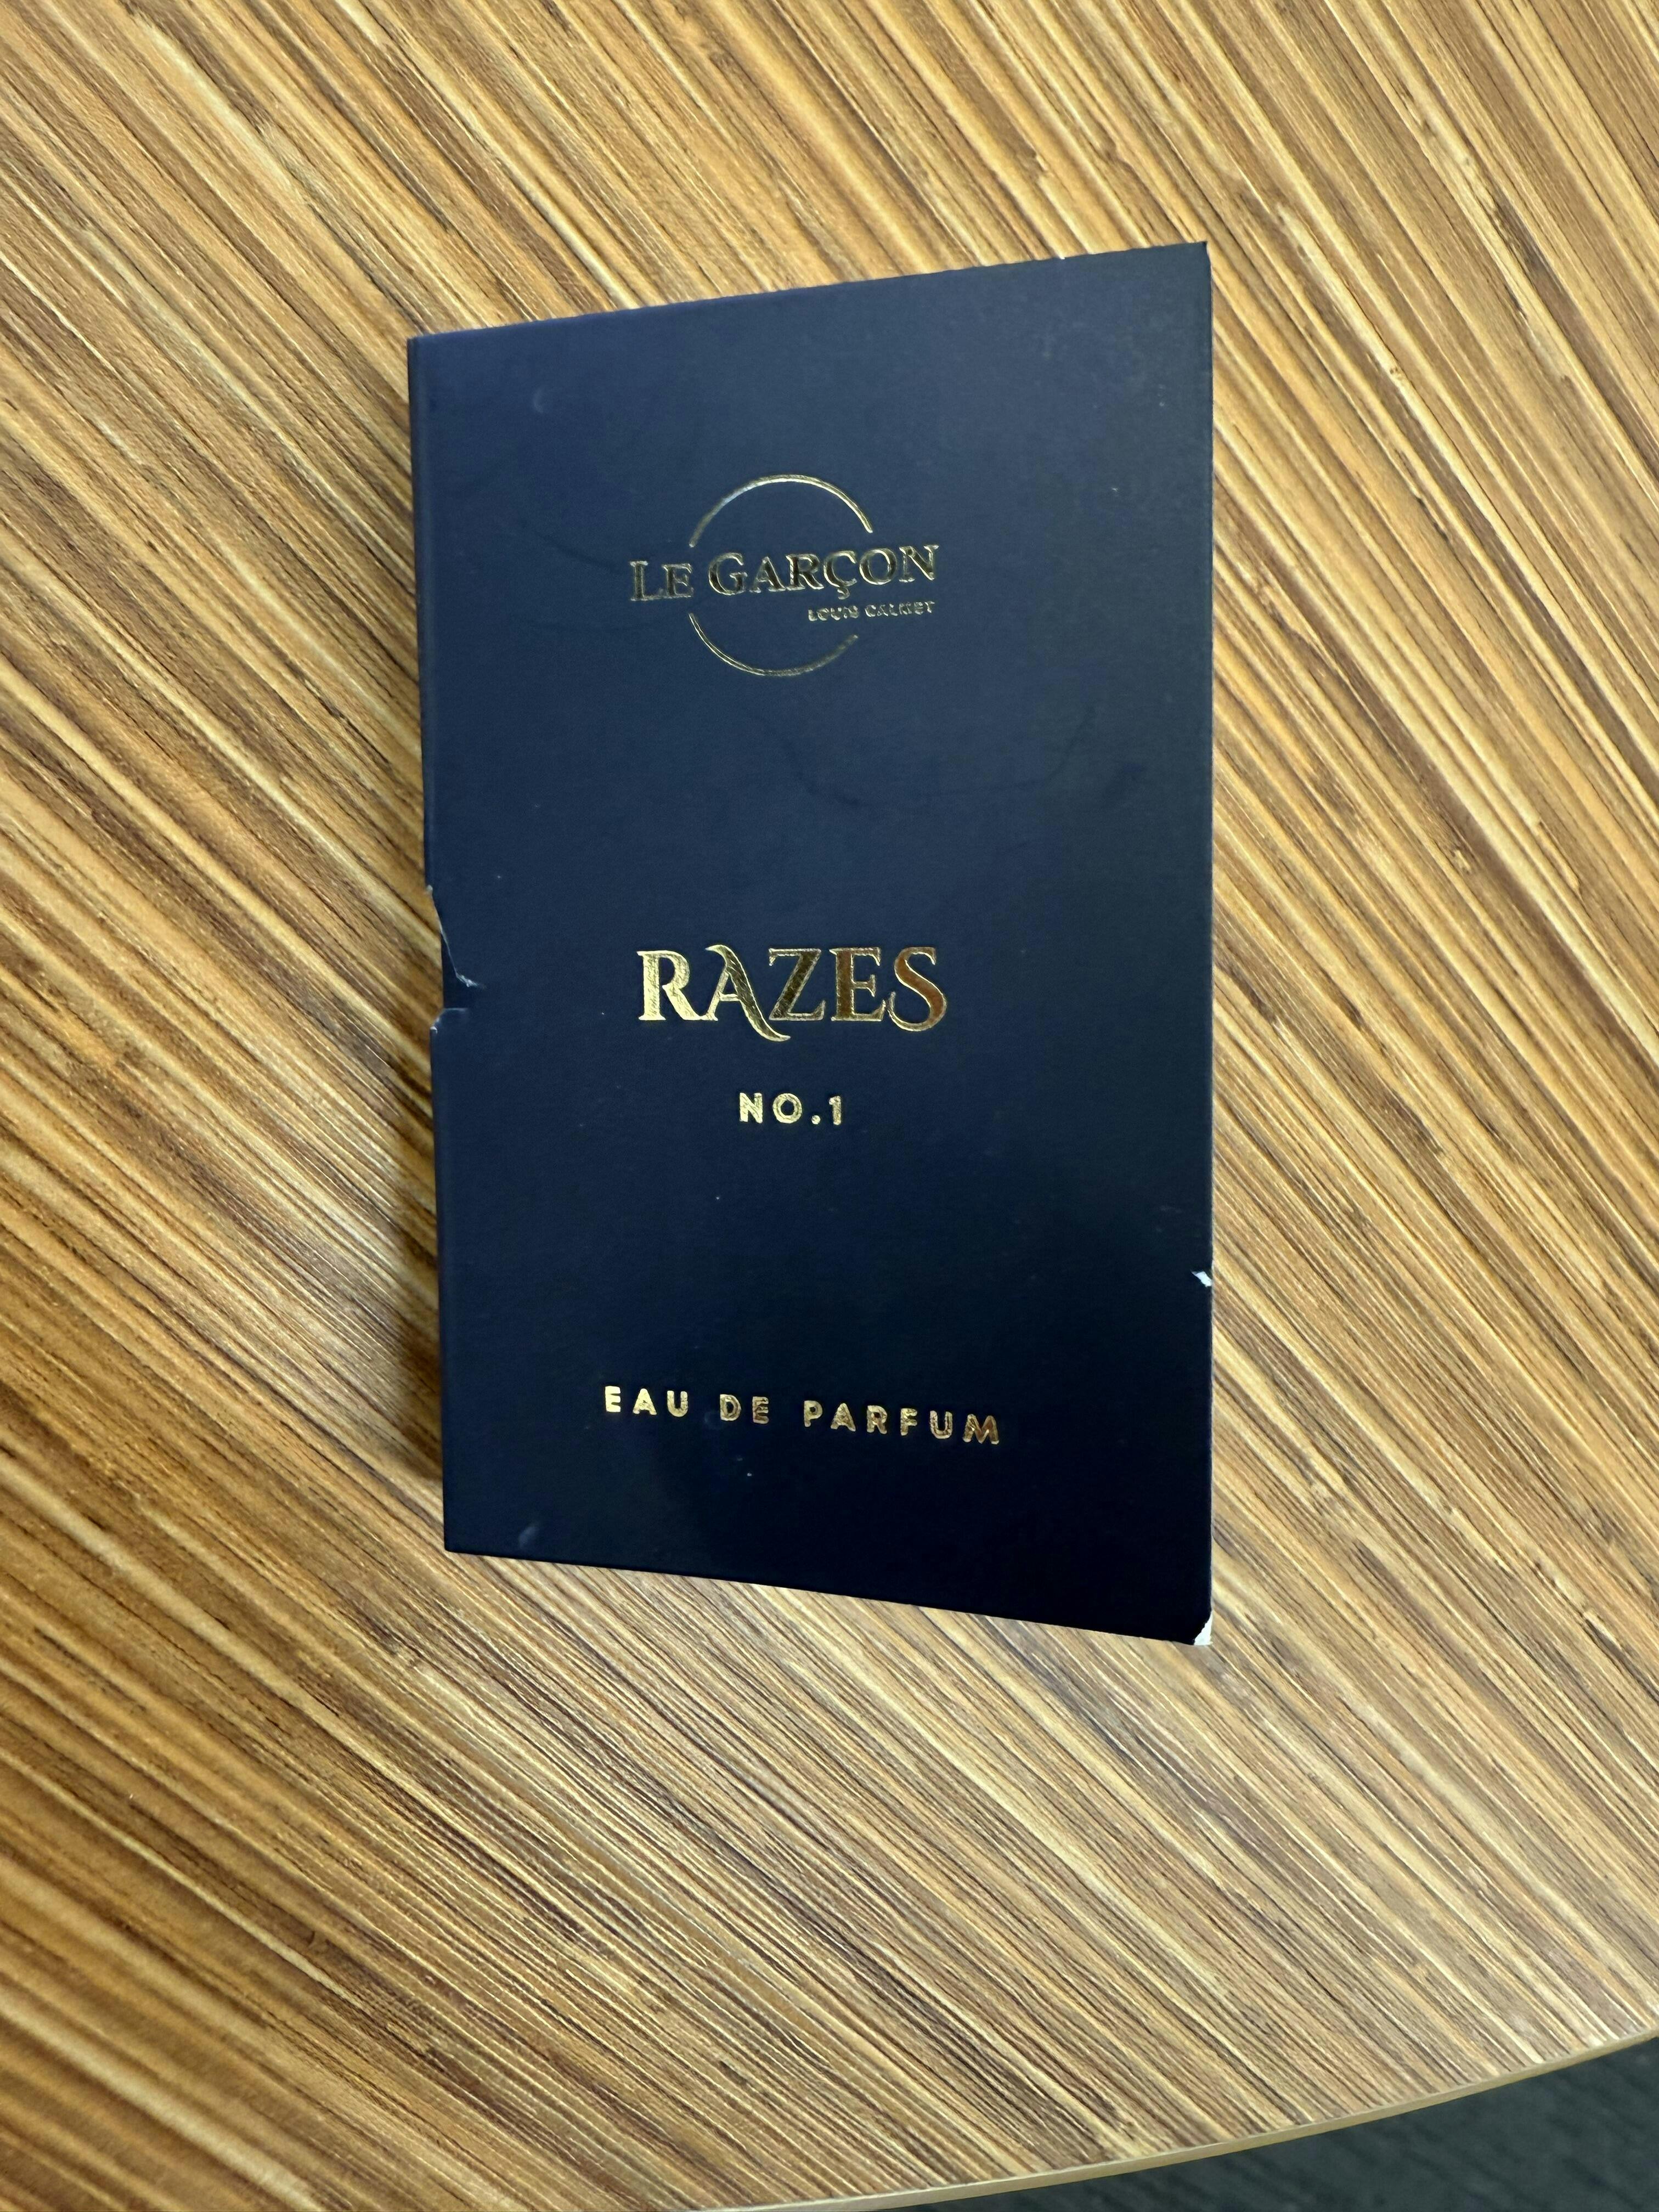 LE GARÇON
LOUIS CALMET
RAZES
NO.1
EAU DE PARFUM